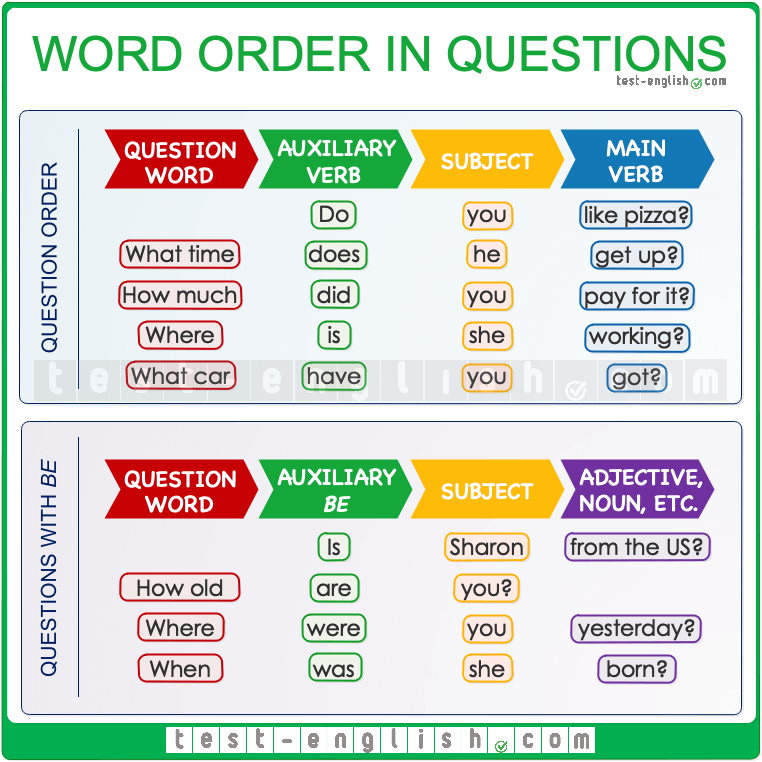 WORD ORDER IN QUESTIONS
test-english.com
QUESTION ORDER
QUESTION WORD AUXILIARY VERB SUBJECT MAIN VERB
Do you like pizza?
What time does he get up?
How much did you pay for it?
Where is she working?
What car have you got?
test-english.com
QUESTIONS WITH BE
QUESTION WORD AUXILIARY BE SUBJECT ADJECTIVE, NOUN, ETC.
Is Sharon from the US?
How old are you?
Where were you yesterday?
When was she born?
test-english.com